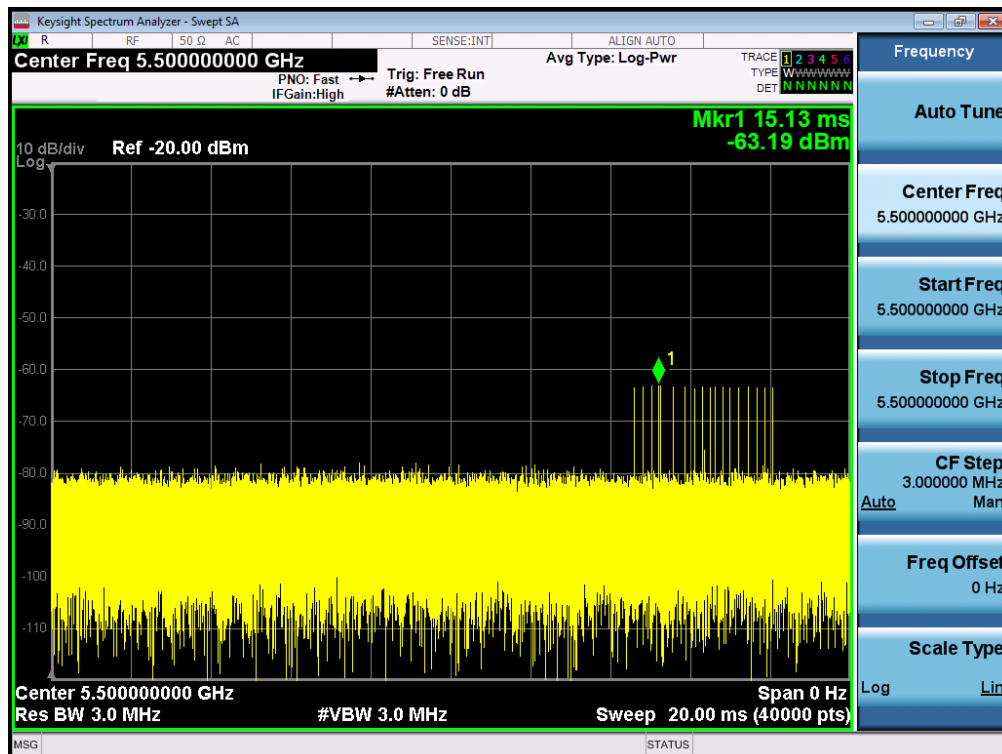 Keysight Spectrum Analyzer - Swept SA
LXI R RF 50 Ω AC SENSE:INT ALIGN AUTO
Center Freq 5.500000000 GHz
PNO: Fast
IFGain:High
Trig: Free Run
#Atten: 0 dB
Avg Type: Log-Pwr
TRACE 1 2 3 4 5 6
TYPE WWWWWW
DET N N N N N N
Mkr1 15.13 ms
-63.19 dBm
10 dB/div Ref -20.00 dBm
Log
-30.0
-40.0
-50.0
-60.0
-70.0
-80.0
-90.0
-100
-110
1
Center 5.500000000 GHz Span 0 Hz
Res BW 3.0 MHz #VBW 3.0 MHz Sweep 20.00 ms (40000 pts)
MSG STATUS
Frequency
Auto Tune
Center Freq
5.500000000 GHz
Start Freq
5.500000000 GHz
Stop Freq
5.500000000 GHz
CF Step
3.000000 MHz
Auto Man
Freq Offset
0 Hz
Scale Type
Log Lin